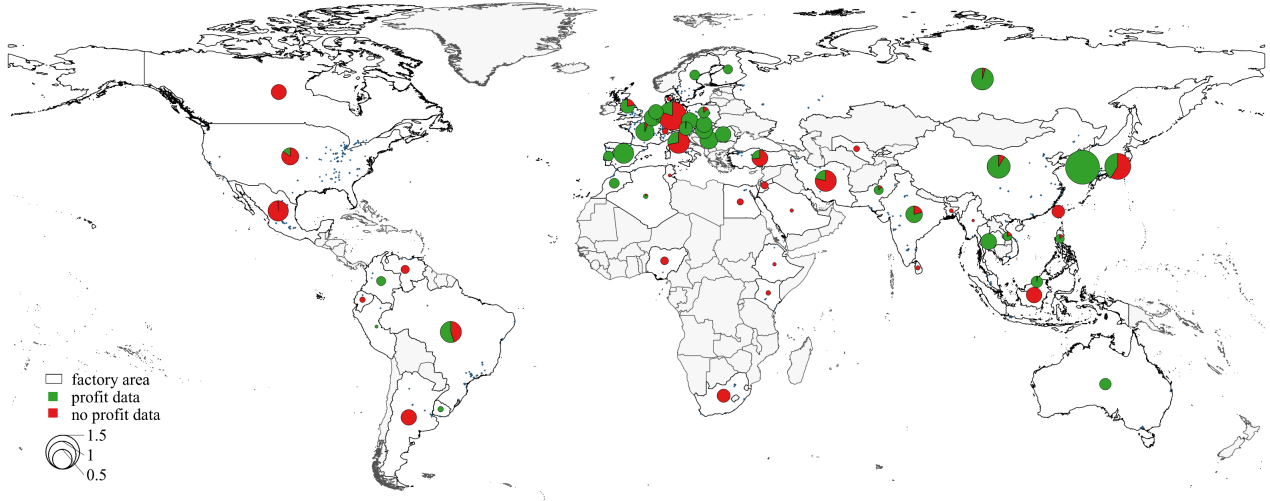 factory area
profit data
no profit data
1.5
1
0.5